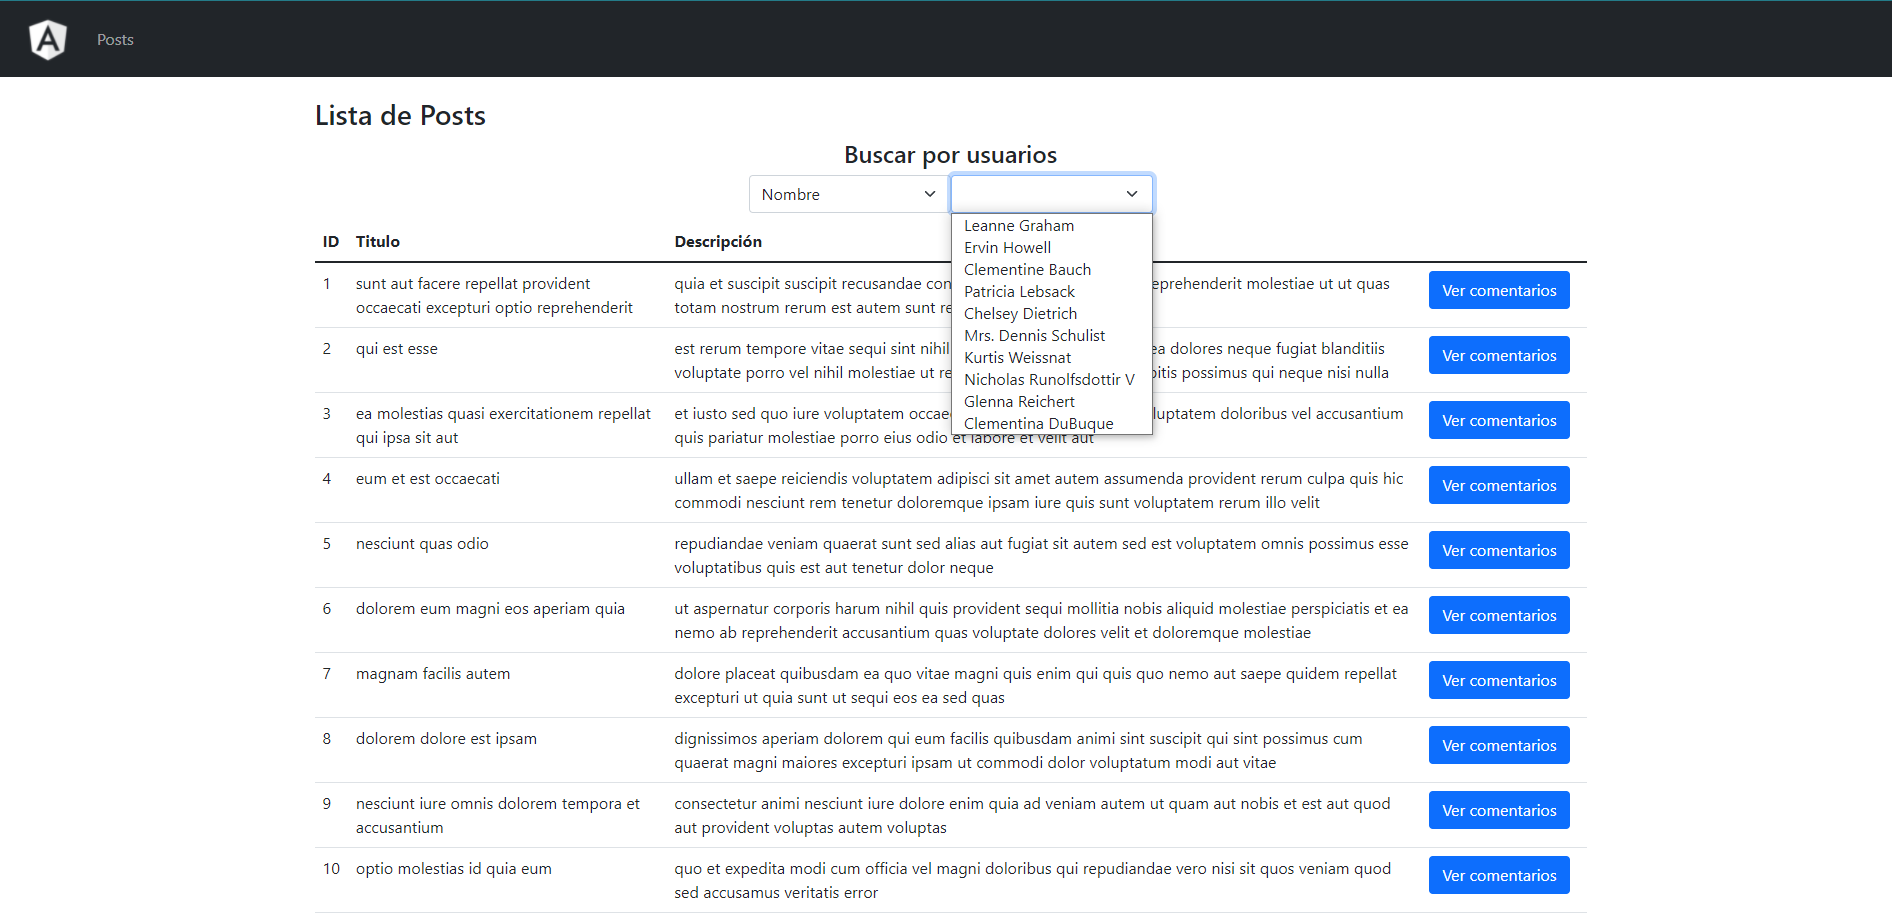 A
Posts
Lista de Posts
Buscar por usuarios
Nombre
Leanne Graham
Ervin Howell
Clementine Bauch
Patricia Lebsack
Chelsey Dietrich
Mrs. Dennis Schulist
Kurtis Weissnat
Nicholas Runolfsdottir V
Glenna Reichert
Clementina DuBuque
ID Titulo Descripción
1 sunt aut facere repellat provident quia et suscipit suscipit recusandae molestiae ut ut quas Ver comentarios
occaecati excepturi optio reprehenderit totam nostrum rerum est autem sunt
2 qui est esse est rerum tempore vitae sequi sint nihil ea dolores neque fugiat blanditiis Ver comentarios
voluptate porro vel nihil molestiae ut possimus qui neque nisi nulla
3 ea molestias quasi exercitationem repellat et iusto sed quo iure voluptatem doloribus vel accusantium Ver comentarios
qui ipsa sit aut quis pariatur molestiae porro eius odio et labore et velit aut
4 eum et est occaecati ullam et saepe reiciendis voluptatem adipisci sit amet autem assumenda provident rerum culpa quis hic Ver comentarios
commodi nesciunt rem tenetur doloremque ipsam iure quis sunt voluptatem rerum illo velit
5 nesciunt quas odio repudiandae veniam quaerat sunt sed alias aut fugiat sit autem sed est voluptatem omnis possimus esse Ver comentarios
voluptatibus quis est aut tenetur dolor neque
6 dolorem eum magni eos aperiam quia ut aspernatur corporis harum nihil quis provident sequi mollitia nobis aliquid molestiae perspiciatis et ea Ver comentarios
nemo ab reprehenderit accusantium quas voluptate dolores velit et doloremque molestiae
7 magnam facilis autem dolore placeat quibusdam ea quo vitae magni quis enim qui quis quo nemo aut saepe quidem repellat Ver comentarios
excepturi ut quia sunt ut sequi eos ea sed quas
8 dolorem dolore est ipsam dignissimos aperiam dolorem qui eum facilis quibusdam animi sint suscipit qui sint possimus cum Ver comentarios
quaerat magni maiores excepturi ipsam ut commodi dolor voluptatum modi aut vitae
9 nesciunt iure omnis dolorem tempora et consectetur animi nesciunt iure dolore enim quia ad veniam autem ut quam aut nobis et est aut quod Ver comentarios
accusantium aut provident voluptas autem voluptas
10 optio molestias id quia eum quo et expedita modi cum officia vel magni doloribus qui repudiandae vero nisi sit quos veniam quod Ver comentarios
sed accusamus veritatis error